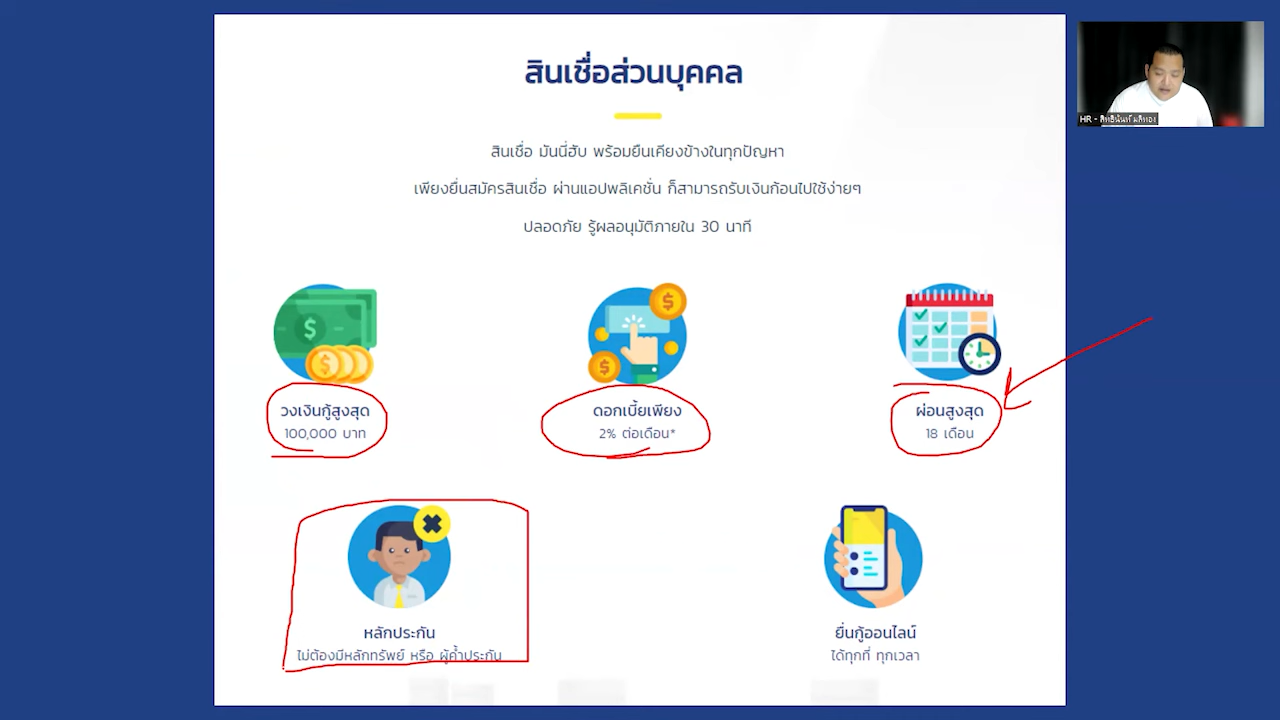 สินเชื่อส่วนบุคคล
สินเชื่อ มันนี่ฮับ พร้อมยืนเคียงข้างในทุกปัญหา
เพียงยื่นสมัครสินเชื่อ ผ่านแอปพลิเคชั่น ก็สามารถรับเงินก้อนไปใช้ง่ายๆ
ปลอดภัย รู้ผลอนุมัติภายใน 30 นาที
วงเงินกู้สูงสุด
100,000 บาท
ดอกเบี้ยเพียง
2% ต่อเดือน*
ผ่อนสูงสุด
18 เดือน
หลักประกัน
ไม่ต้องมีหลักทรัพย์ หรือ ผู้ค้ำประกัน
ยื่นกู้ออนไลน์
ได้ทุกที่ ทุกเวลา
HR -